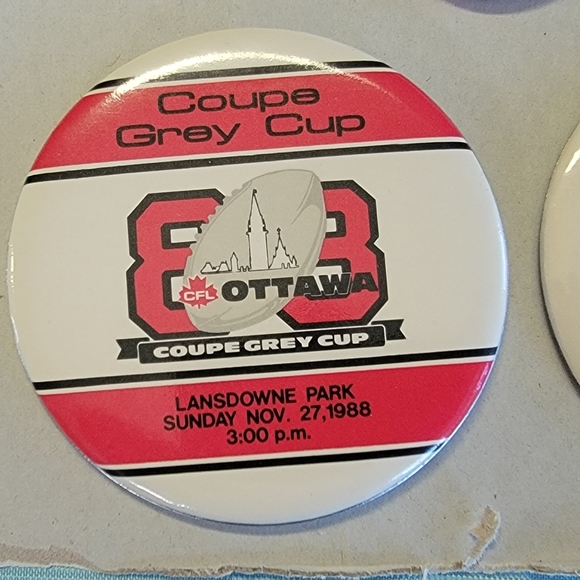 Coupe
Grey Cup
88
CFL OTTAWA
COUPE GREY CUP
LANSDOWNE PARK
SUNDAY NOV. 27,1988
3:00 p.m.